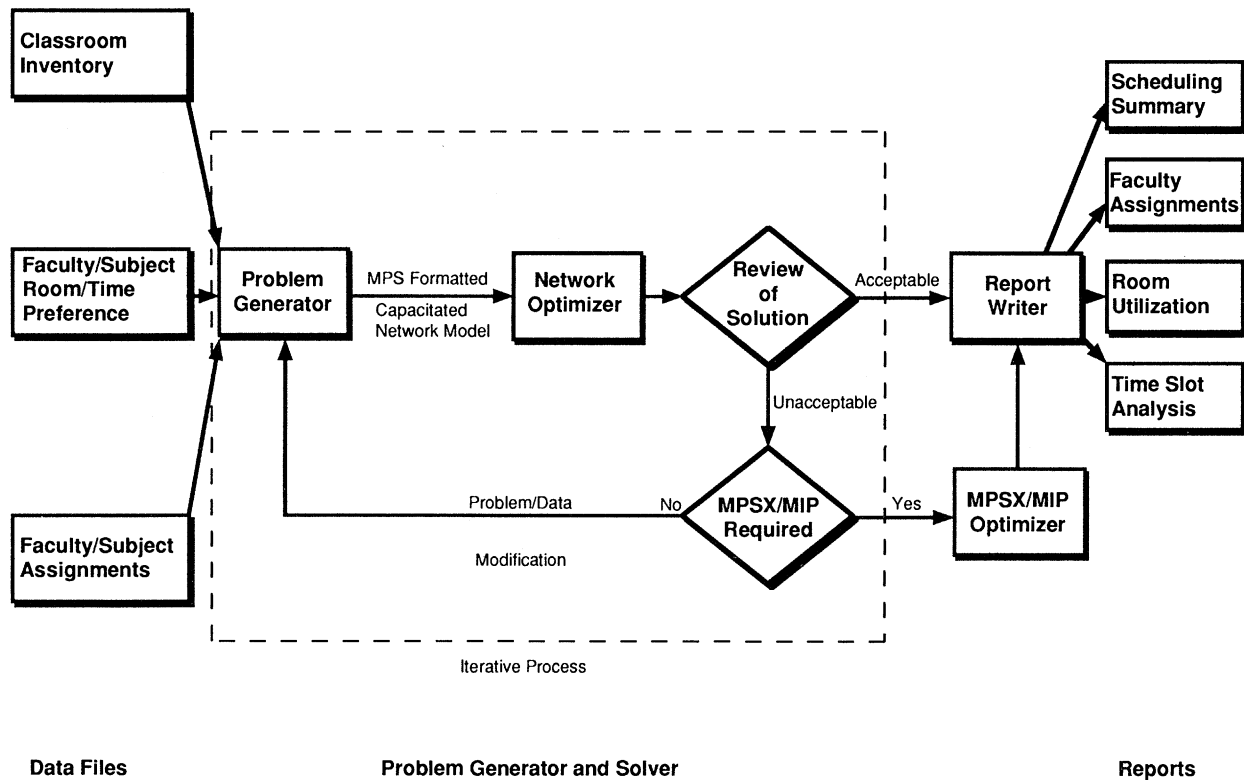 Classroom
Inventory
Scheduling
Summary
Faculty
Assignments
Faculty/Subject
Room/Time
Preference
Problem
Generator
MPS Formatted
Capacitated
Network Model
Network
Optimizer
Review
of
Solution
Acceptable
Report
Writer
Room
Utilization
Time Slot
Analysis
Unacceptable
Faculty/Subject
Assignments
Problem/Data
No
Modification
MPSX/MIP
Required
Yes
MPSX/MIP
Optimizer
Iterative Process
Data Files
Problem Generator and Solver
Reports